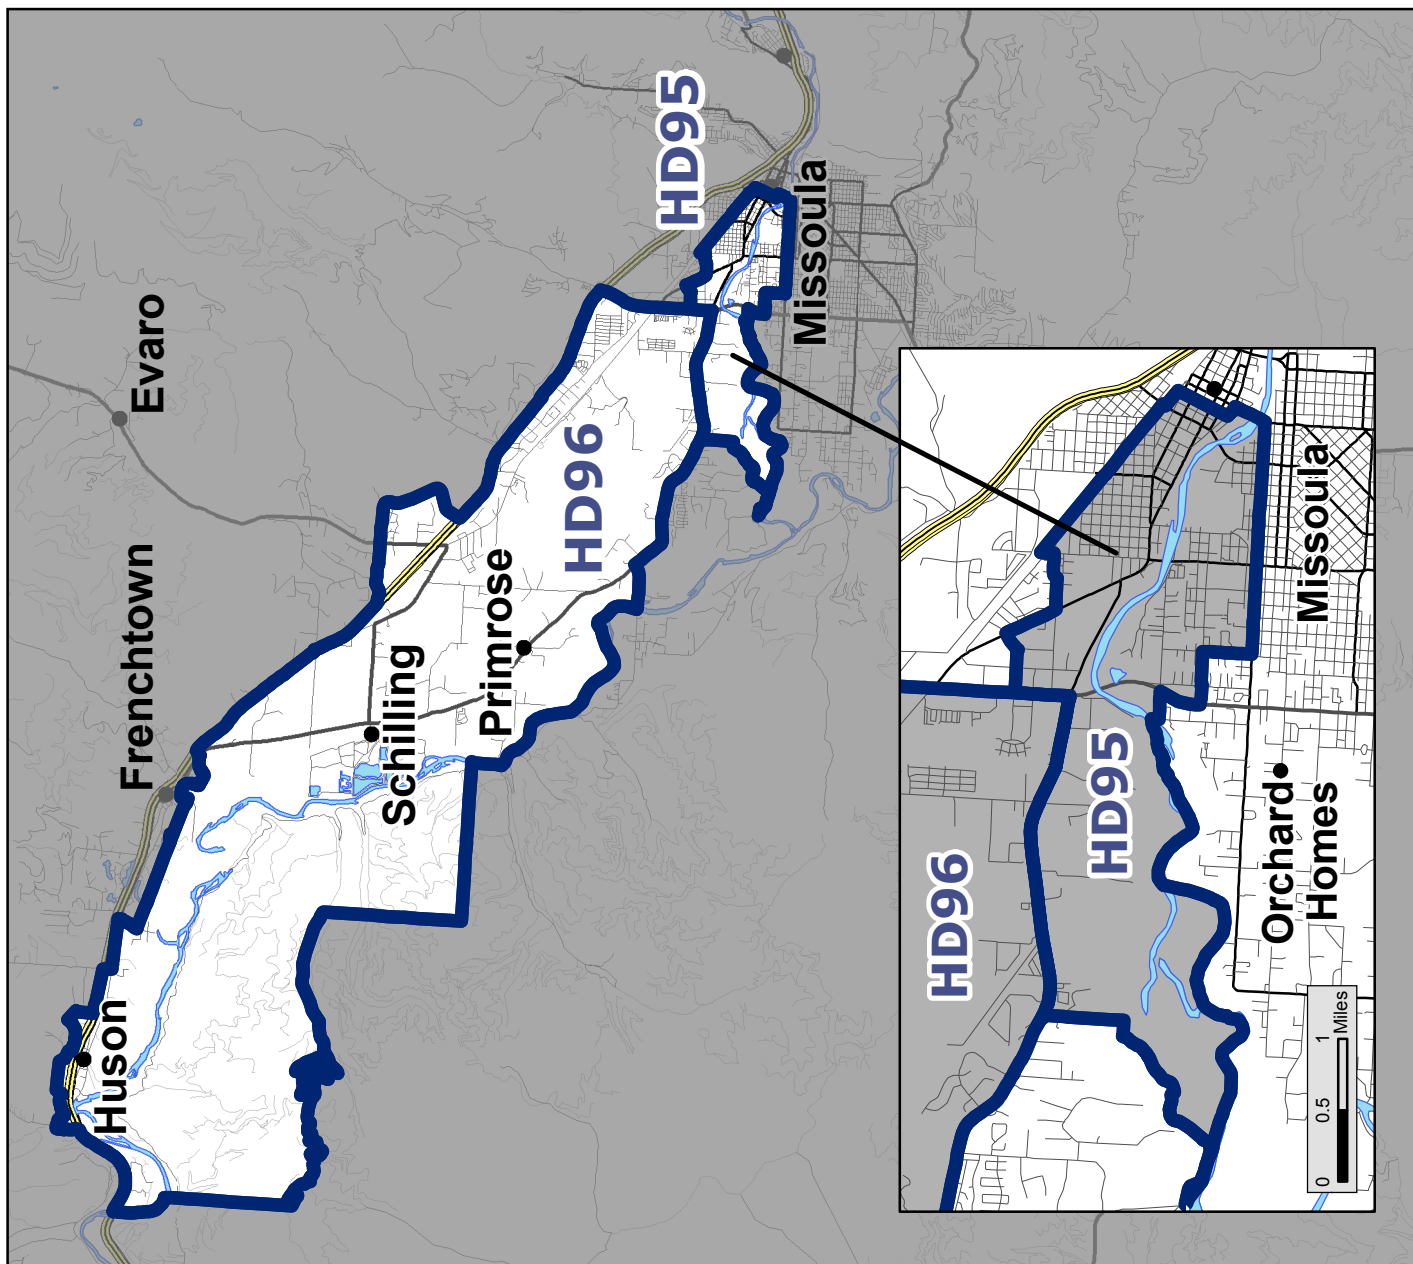 Huson
Frenchtown
Evaro
Schilling
Primrose
HD96
HD95
Missoula
HD96
HD95
Orchard
Homes
Missoula
0 0.5 1
Miles